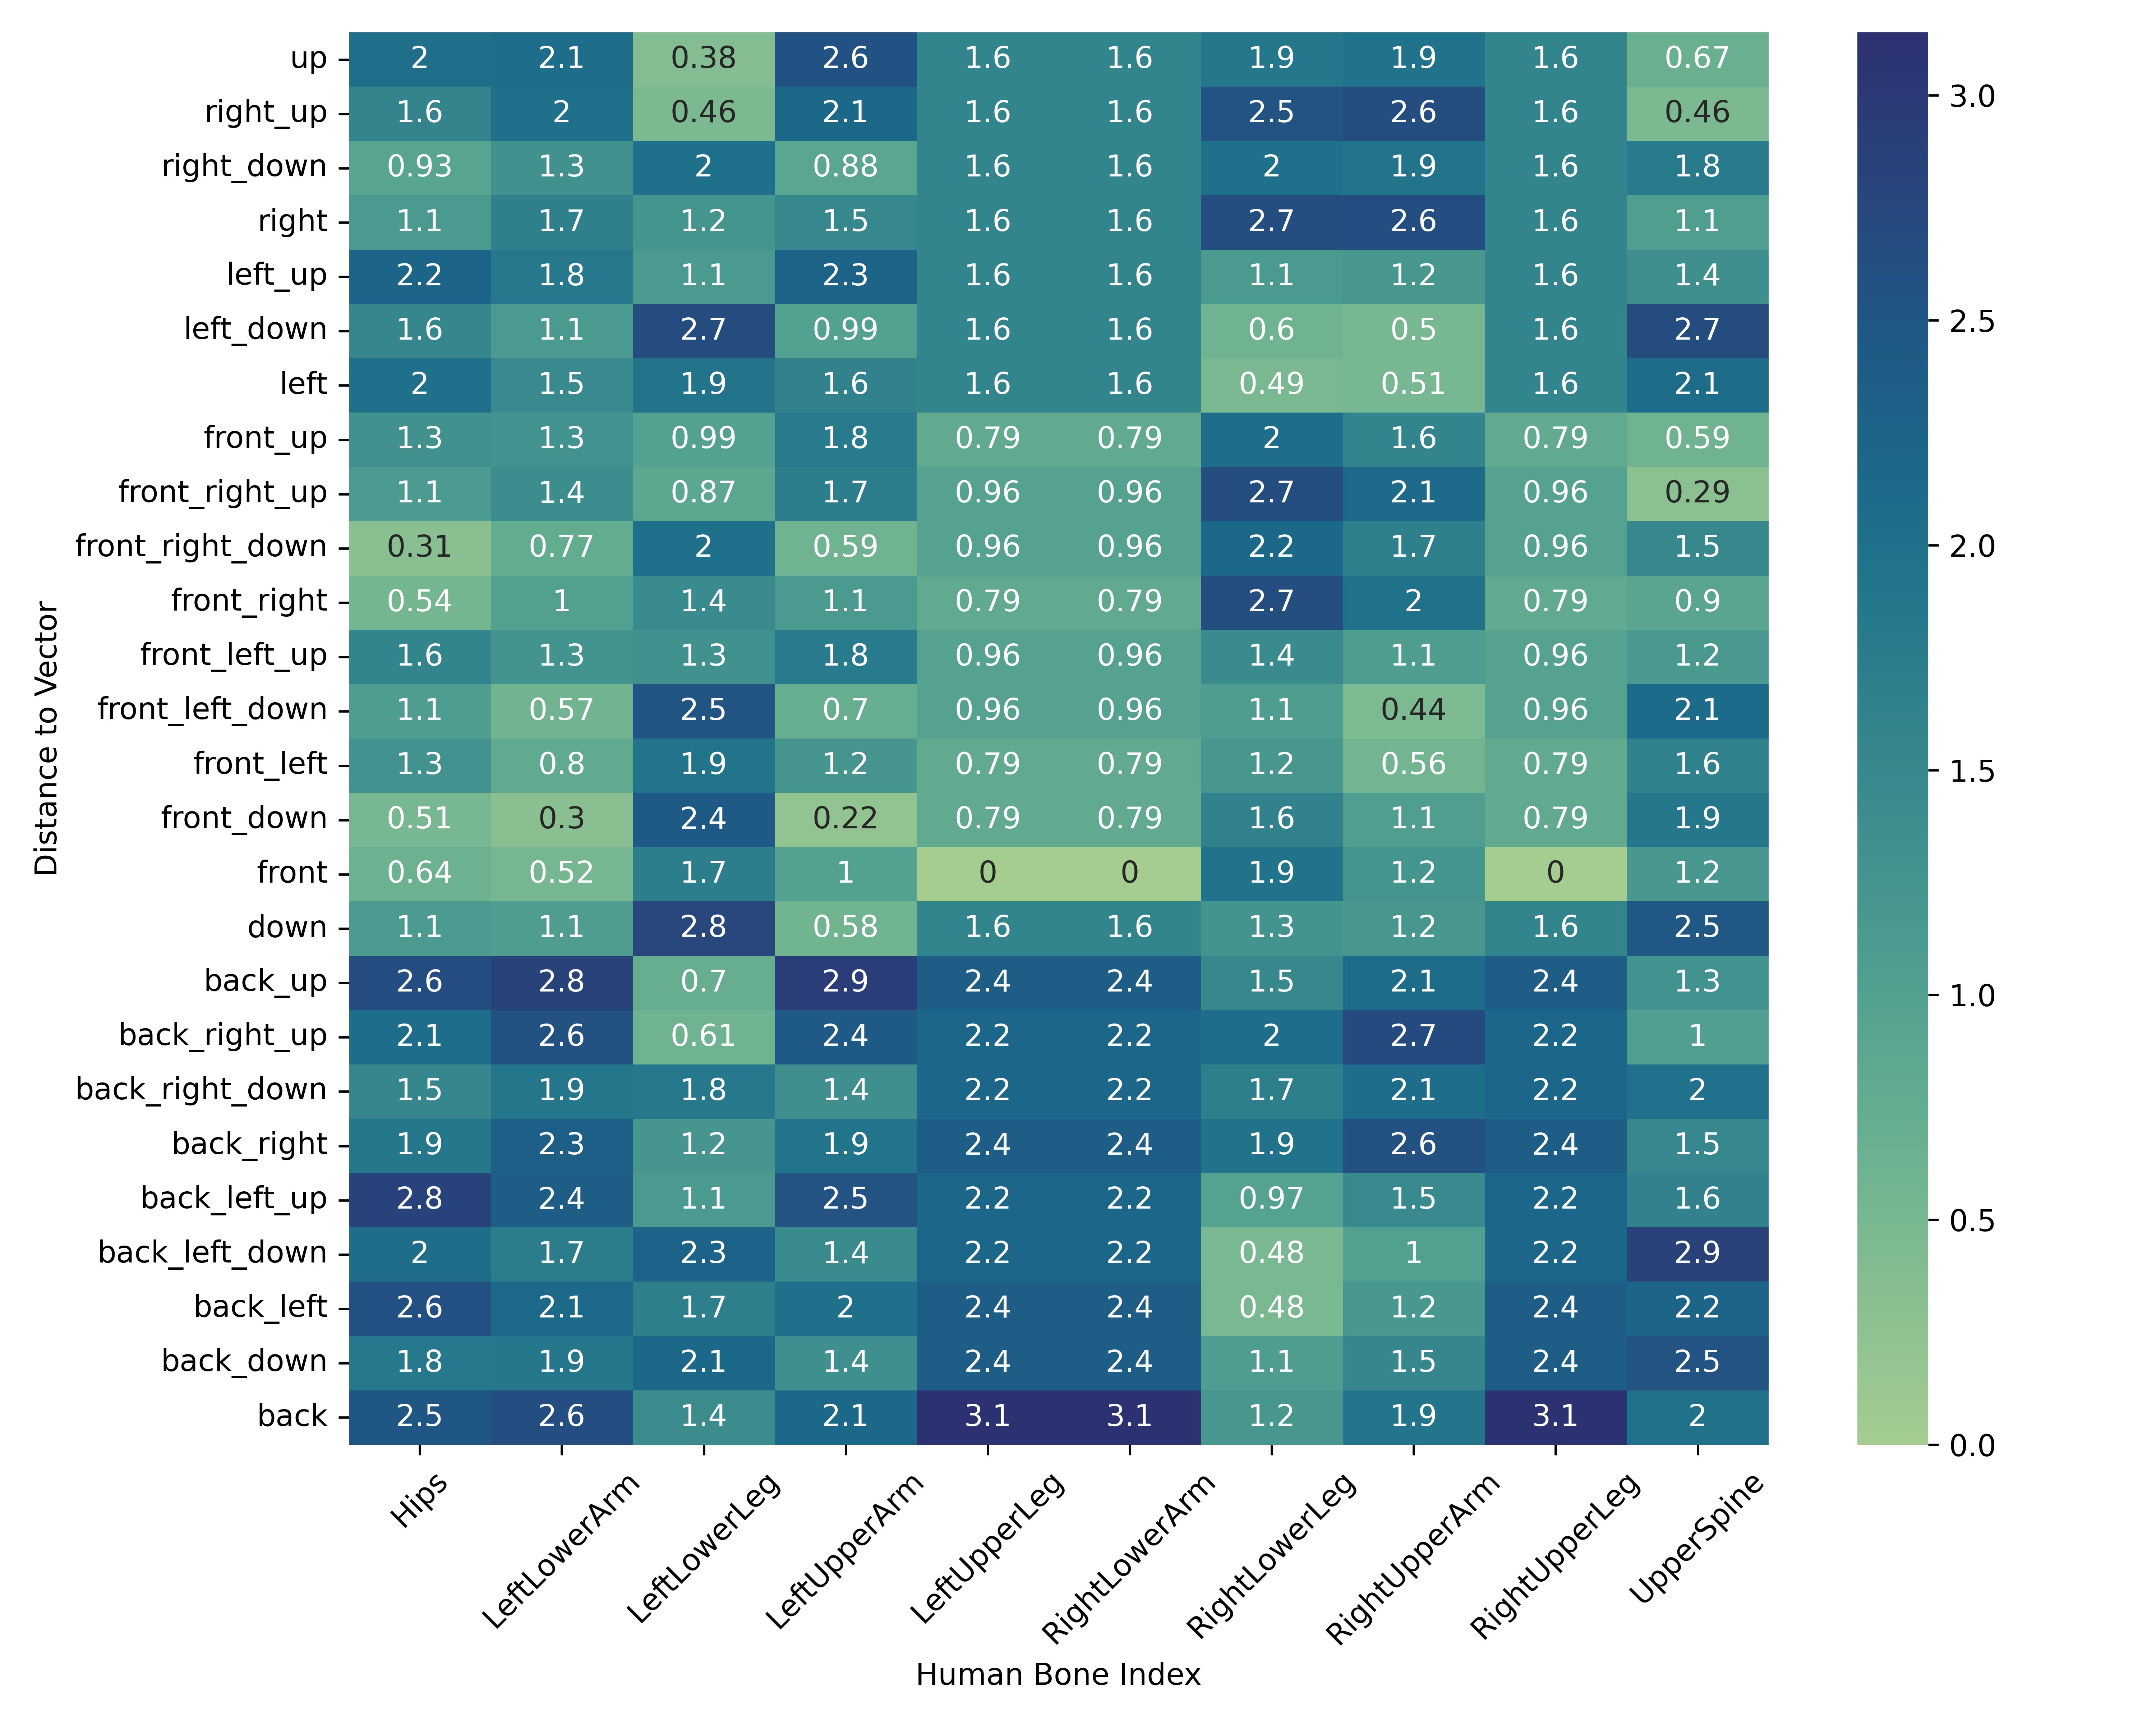 up 2 2.1 0.38 2.6 1.6 1.6 1.9 1.9 1.6 0.67
right_up 1.6 2 0.46 2.1 1.6 1.6 2.5 2.6 1.6 0.46
right_down 0.93 1.3 2 0.88 1.6 1.6 2 1.9 1.6 1.8
right 1.1 1.7 1.2 1.5 1.6 1.6 2.7 2.6 1.6 1.1
left_up 2.2 1.8 1.1 2.3 1.6 1.6 1.1 1.2 1.6 1.4
left_down 1.6 1.1 2.7 0.99 1.6 1.6 0.6 0.5 1.6 2.7
left 2 1.5 1.9 1.6 1.6 1.6 0.49 0.51 1.6 2.1
front_up 1.3 1.3 0.99 1.8 0.79 0.79 2 1.6 0.79 0.59
front_right_up 1.1 1.4 0.87 1.7 0.96 0.96 2.7 2.1 0.96 0.29
front_right_down 0.31 0.77 2 0.59 0.96 0.96 2.2 1.7 0.96 1.5
front_right 0.54 1 1.4 1.1 0.79 0.79 2.7 2 0.79 0.9
front_left_up 1.6 1.3 1.3 1.8 0.96 0.96 1.4 1.1 0.96 1.2
front_left_down 1.1 0.57 2.5 0.7 0.96 0.96 1.1 0.44 0.96 2.1
front_left 1.3 0.8 1.9 1.2 0.79 0.79 1.2 0.56 0.79 1.6
front_down 0.51 0.3 2.4 0.22 0.79 0.79 1.6 1.1 0.79 1.9
front 0.64 0.52 1.7 1 0 0 1.9 1.2 0 1.2
down 1.1 1.1 2.8 0.58 1.6 1.6 1.3 1.2 1.6 2.5
back_up 2.6 2.8 0.7 2.9 2.4 2.4 1.5 2.1 2.4 1.3
back_right_up 2.1 2.6 0.61 2.4 2.2 2.2 2 2.7 2.2 1
back_right_down 1.5 1.9 1.8 1.4 2.2 2.2 1.7 2.1 2.2 2
back_right 1.9 2.3 1.2 1.9 2.4 2.4 1.9 2.6 2.4 1.5
back_left_up 2.8 2.4 1.1 2.5 2.2 2.2 0.97 1.5 2.2 1.6
back_left_down 2 1.7 2.3 1.4 2.2 2.2 0.48 1 2.2 2.9
back_left 2.6 2.1 1.7 2 2.4 2.4 0.48 1.2 2.4 2.2
back_down 1.8 1.9 2.1 1.4 2.4 2.4 1.1 1.5 2.4 2.5
back 2.5 2.6 1.4 2.1 3.1 3.1 1.2 1.9 3.1 2
Distance to Vector
Hips LeftLowerArm LeftLowerLeg LeftUpperArm LeftUpperLeg RightLowerArm RightLowerLeg RightUpperArm RightUpperLeg UpperSpine
Human Bone Index
3.0
2.5
2.0
1.5
1.0
0.5
0.0